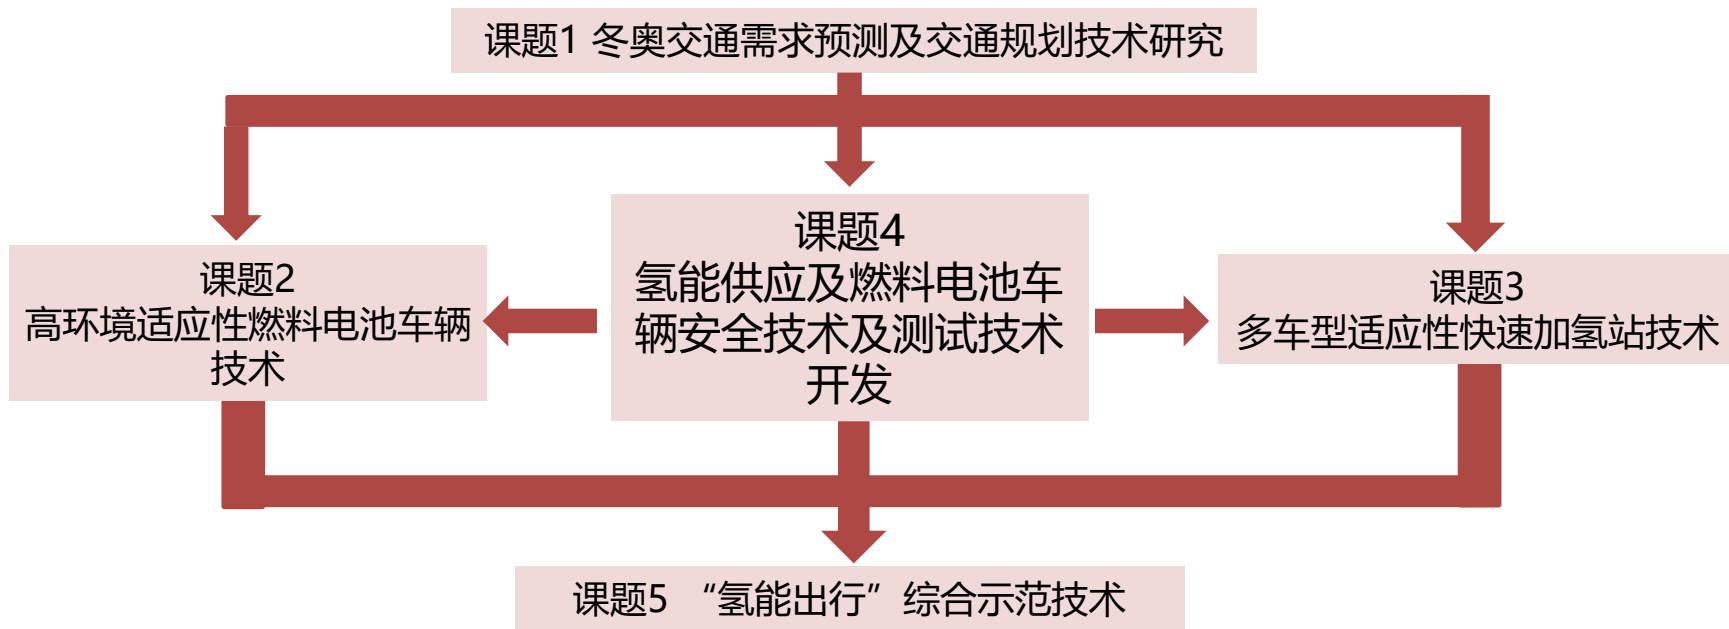 课题1 冬奥交通需求预测及交通规划技术研究
课题4
氢能供应及燃料电池车
辆安全技术及测试技术
开发
课题2
高环境适应性燃料电池车辆
技术
课题3
多车型适应性快速加氢站技术
课题5 “氢能出行”综合示范技术